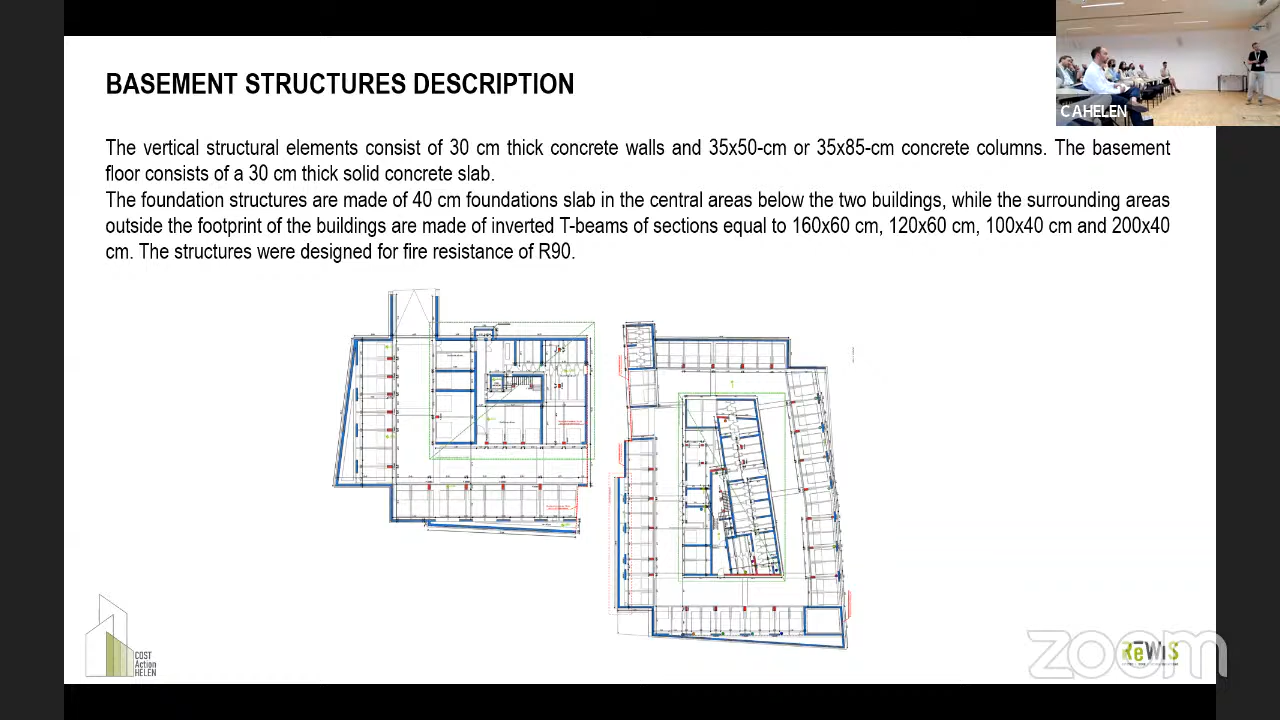 CAHELEN
BASEMENT STRUCTURES DESCRIPTION
The vertical structural elements consist of 30 cm thick concrete walls and 35x50-cm or 35x85-cm concrete columns. The basement
floor consists of a 30 cm thick solid concrete slab.
The foundation structures are made of 40 cm foundations slab in the central areas below the two buildings, while the surrounding areas
outside the footprint of the buildings are made of inverted T-beams of sections equal to 160x60 cm, 120x60 cm, 100x40 cm and 200x40
cm. The structures were designed for fire resistance of R90.
COST
Action
HELEN
zoom
ReWiS